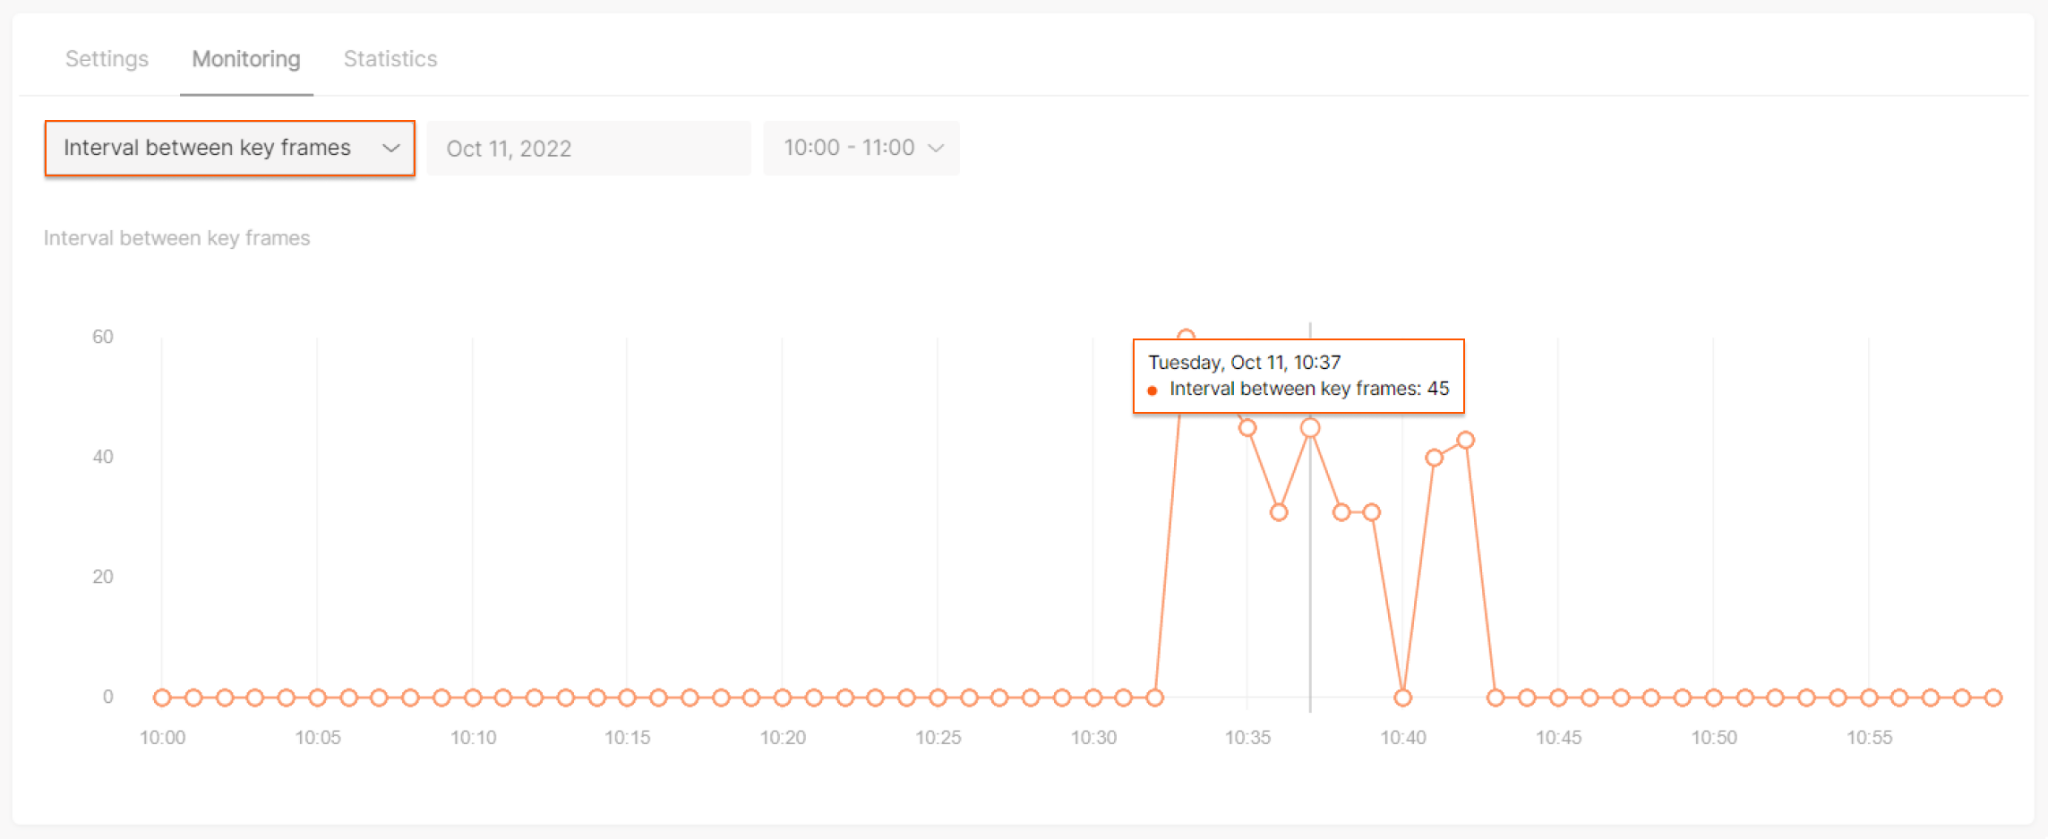 Settings Monitoring Statistics
Interval between key frames Oct 11, 2022 10:00 - 11:00
Interval between key frames
60
Tuesday, Oct 11, 10:37
Interval between key frames: 45
40
20
0
10:00 10:05 10:10 10:15 10:20 10:25 10:30 10:35 10:40 10:45 10:50 10:55